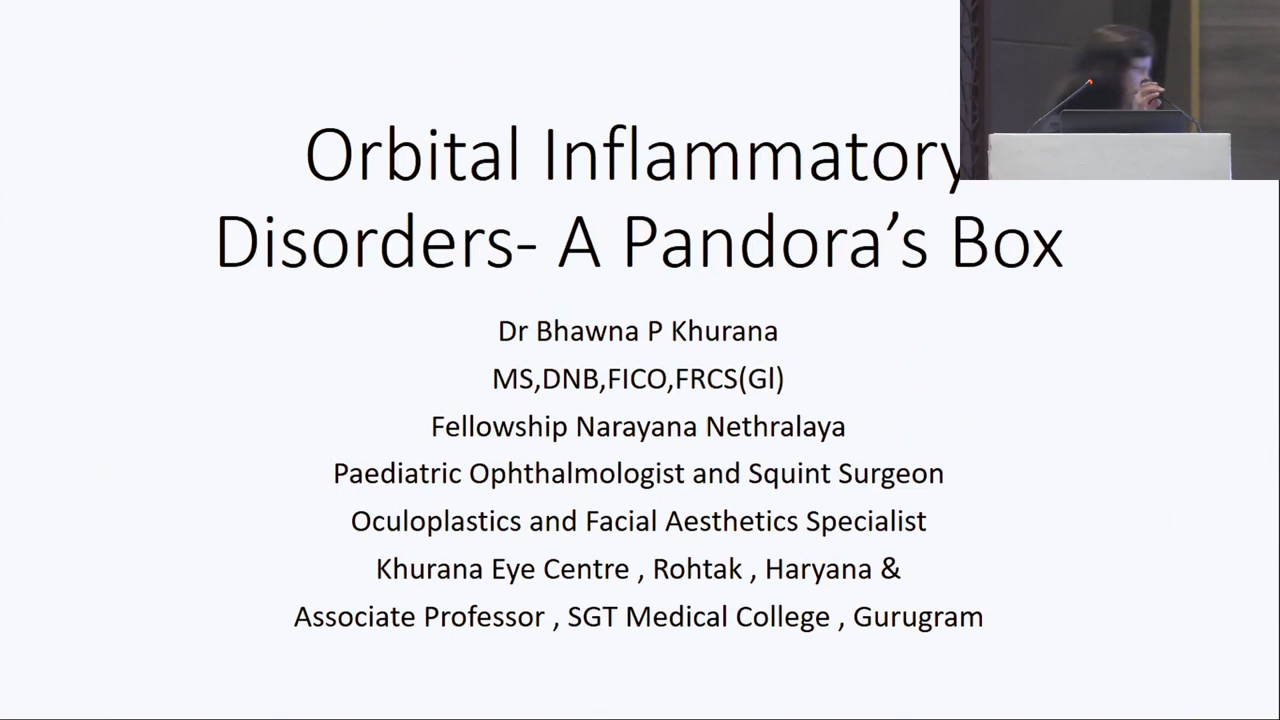 Orbital Inflammatory
Disorders- A Pandora’s Box
Dr Bhawna P Khurana
MS,DNB,FICO,FRCS(Gl)
Fellowship Narayana Nethralaya
Paediatric Ophthalmologist and Squint Surgeon
Oculoplastics and Facial Aesthetics Specialist
Khurana Eye Centre , Rohtak , Haryana &
Associate Professor , SGT Medical College , Gurugram